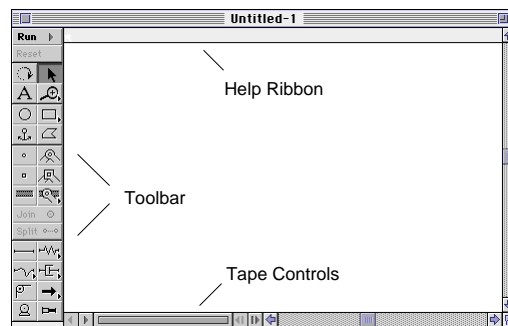 Untitled-1
Run
Reset
A
Help Ribbon
Toolbar
Join
Split
Tape Controls